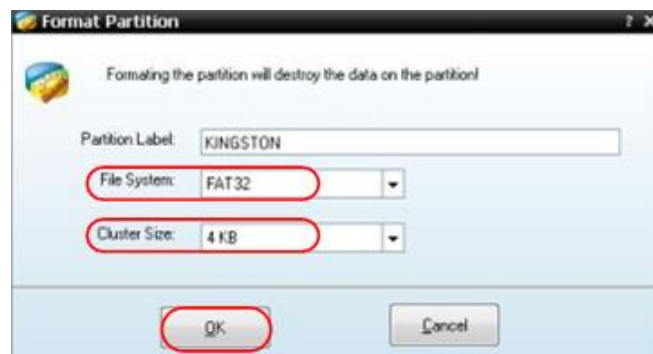 Format Partition ? X
Formating the partition will destroy the data on the partition!
Partition Label: KINGSTON
File System: FAT32
Cluster Size: 4 KB
OK Cancel